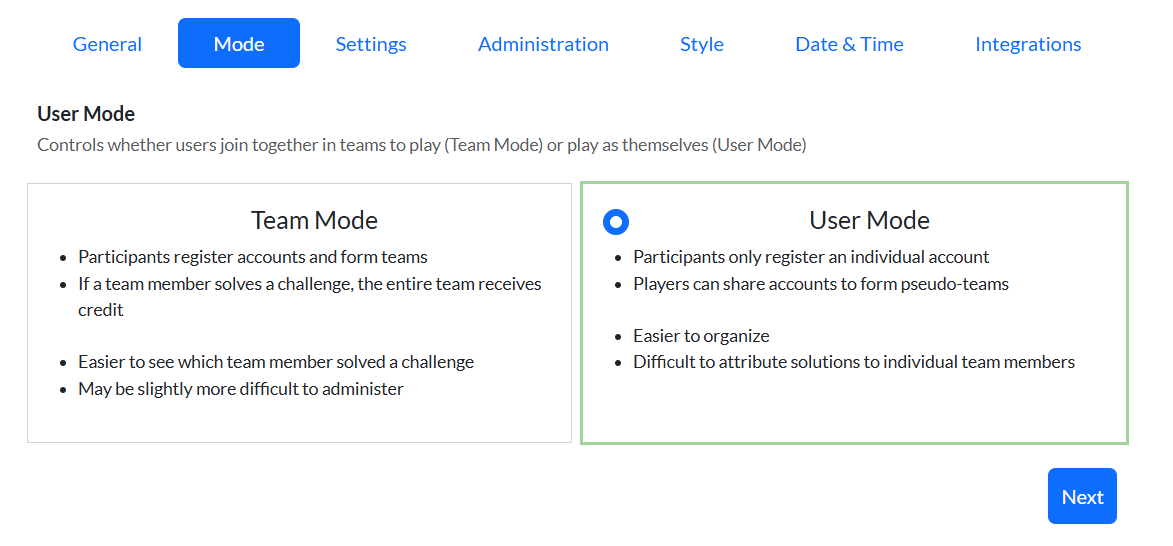 General Mode Settings Administration Style Date & Time Integrations
User Mode
Controls whether users join together in teams to play (Team Mode) or play as themselves (User Mode)
Team Mode
• Participants register accounts and form teams
• If a team member solves a challenge, the entire team receives
credit
• Easier to see which team member solved a challenge
• May be slightly more difficult to administer
User Mode
• Participants only register an individual account
• Players can share accounts to form pseudo-teams
• Easier to organize
• Difficult to attribute solutions to individual team members
Next